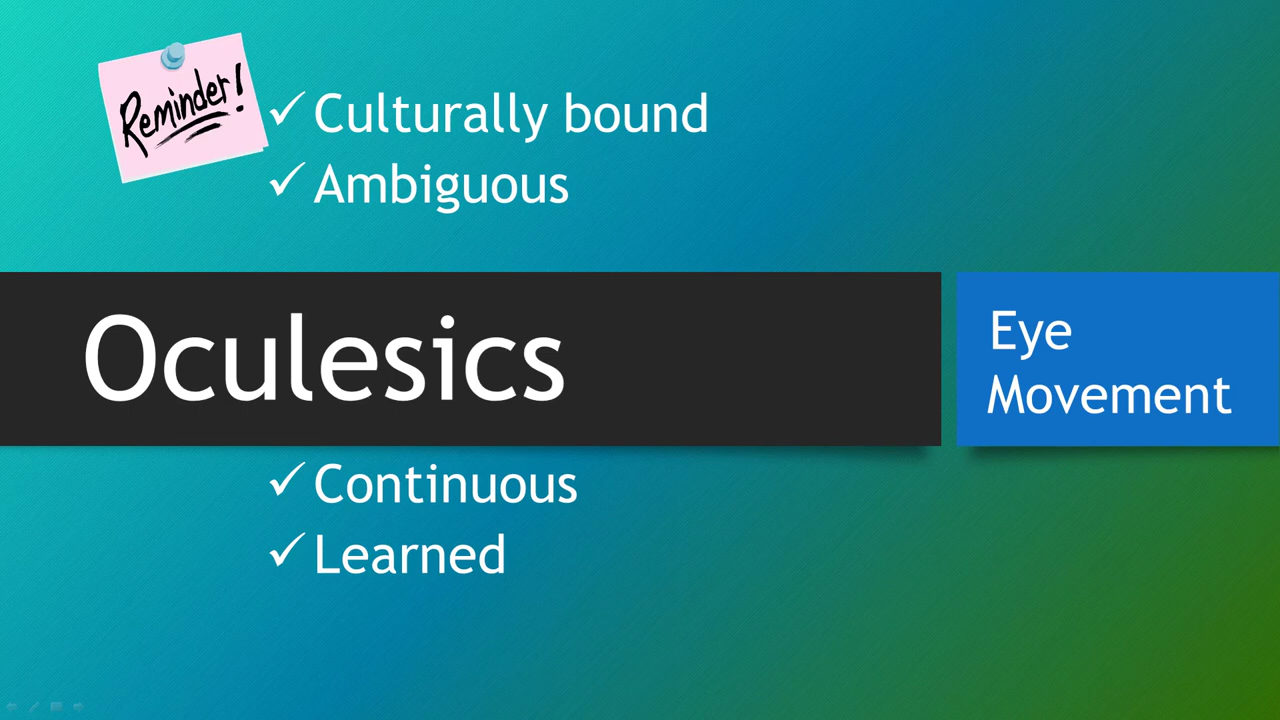 Reminder!
Culturally bound
Ambiguous
Oculesics
Eye
Movement
Continuous
Learned